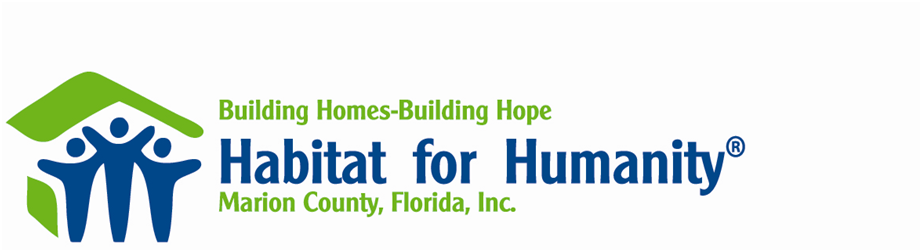 Building Homes-Building Hope
Habitat for Humanity®
Marion County, Florida, Inc.